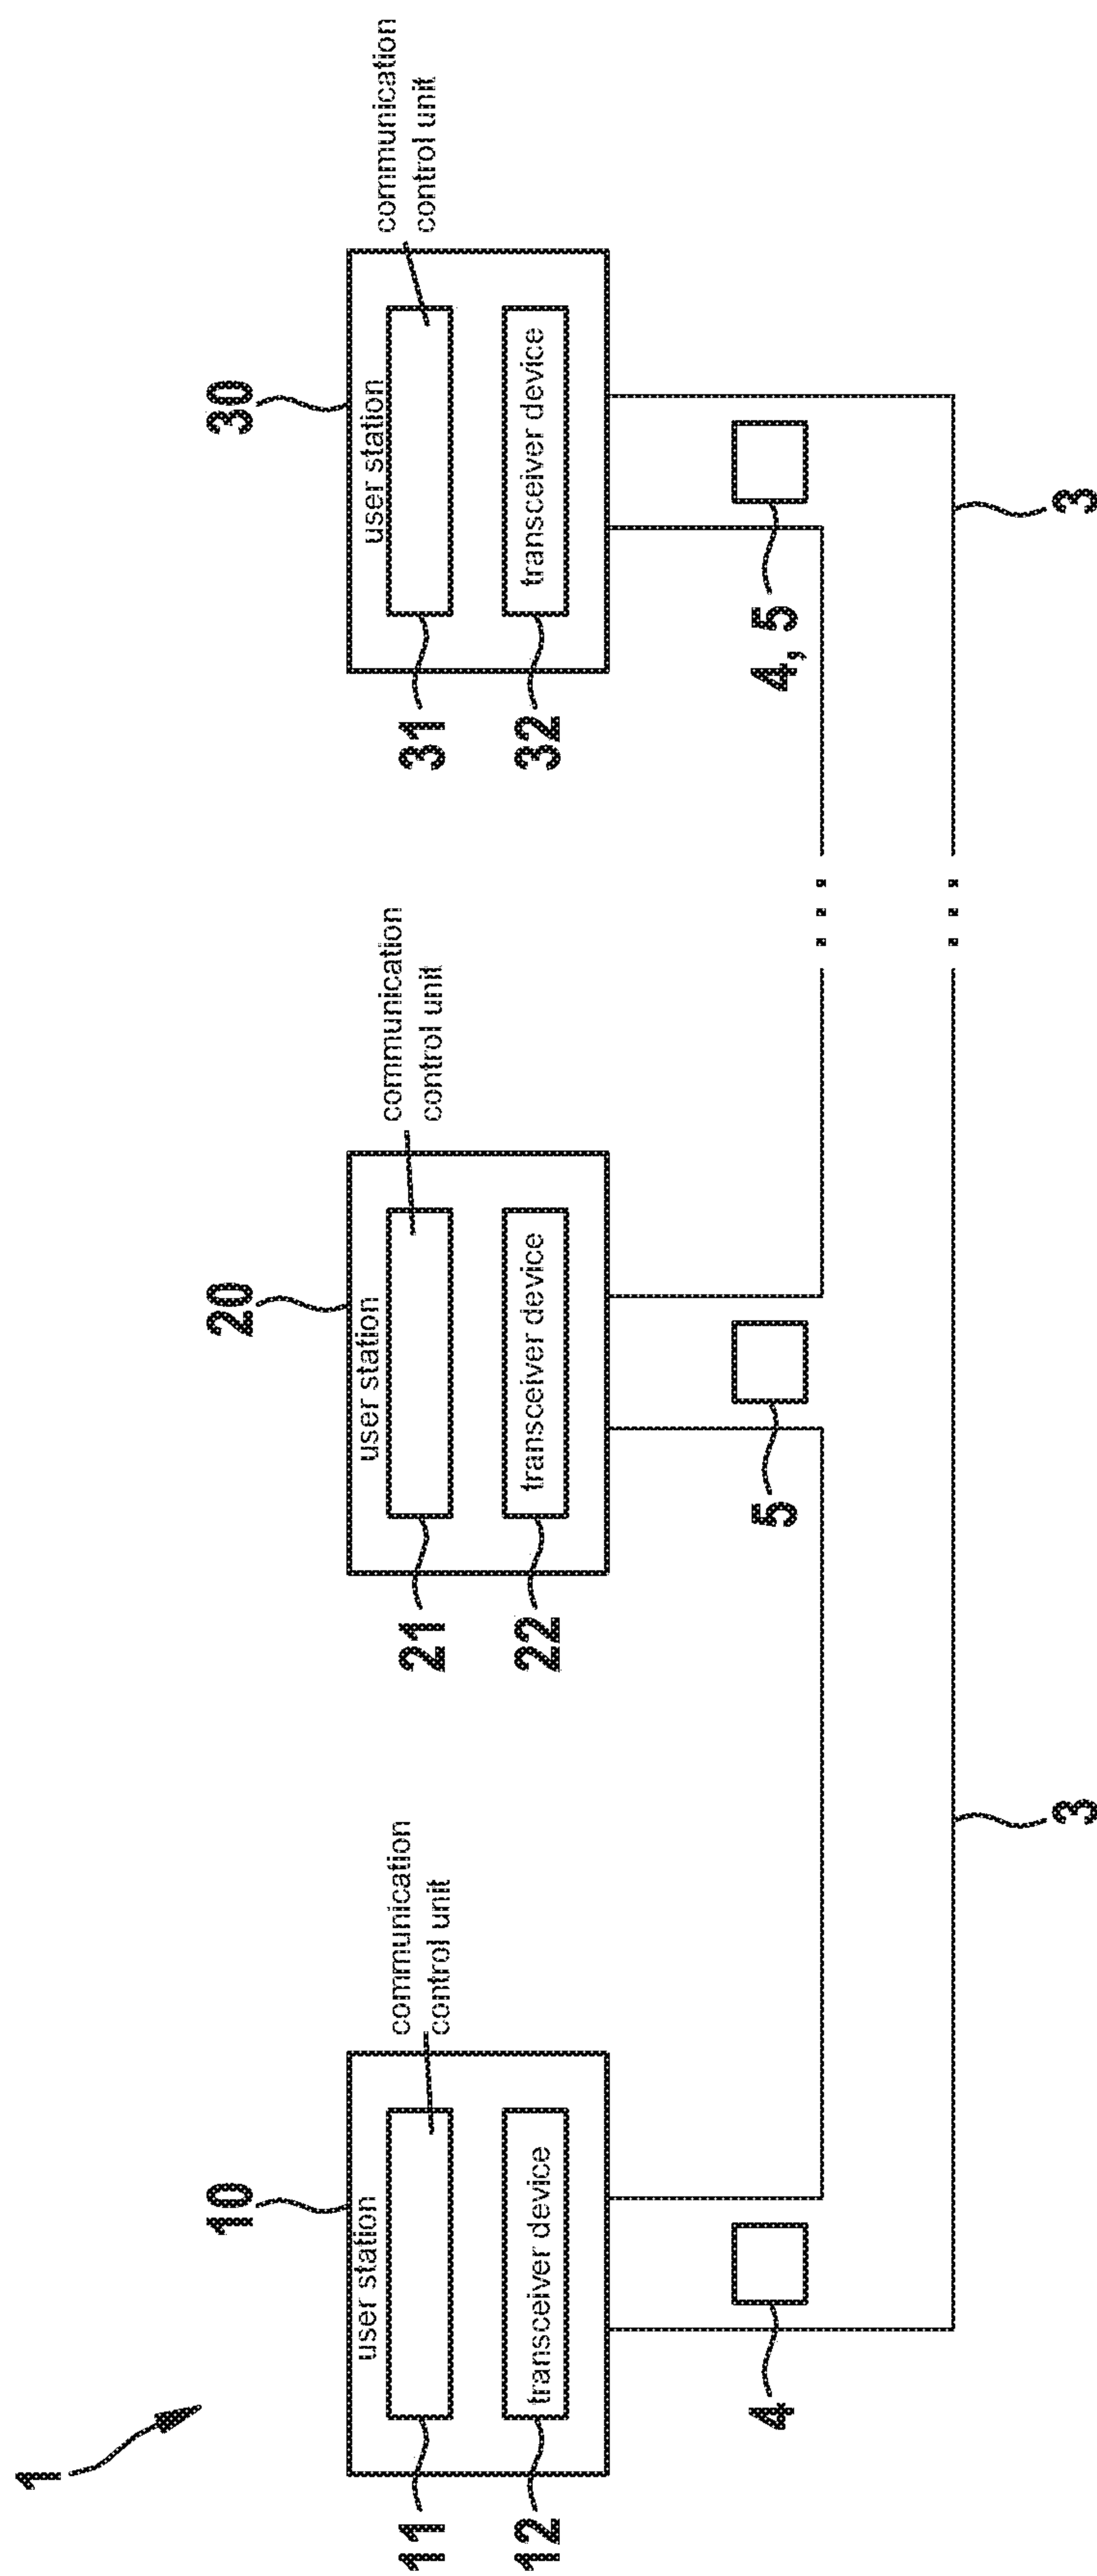 1
10
user station
communication
control unit
11
transceiver device
12
4
20
user station
communication
control unit
21
transceiver device
22
5
30
user station
communication
control unit
31
transceiver device
32
4, 5
3
3